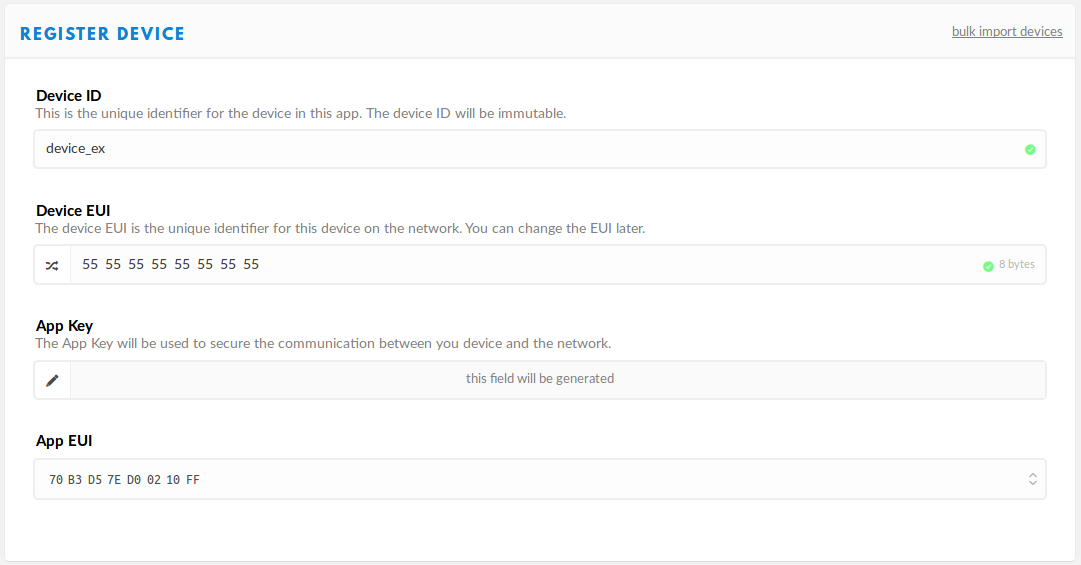 REGISTER DEVICE
bulk import devices
Device ID
This is the unique identifier for the device in this app. The device ID will be immutable.
device_ex
Device EUI
The device EUI is the unique identifier for this device on the network. You can change the EUI later.
55 55 55 55 55 55 55 55
8 bytes
App Key
The App Key will be used to secure the communication between you device and the network.
this field will be generated
App EUI
70 B3 D5 7E D0 02 10 FF